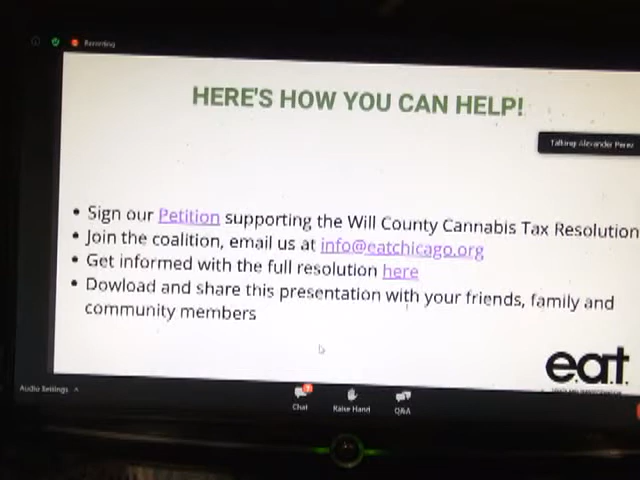 Recording
HERE'S HOW YOU CAN HELP!
Talking: Alexander Perez
• Sign our Petition supporting the Will County Cannabis Tax Resolution
• Join the coalition, email us at info@eatchicago.org
• Get informed with the full resolution here
• Dowload and share this presentation with your friends, family and
community members
e.a.t.
Audio Settings ^
Chat
Raise Hand
Q&A